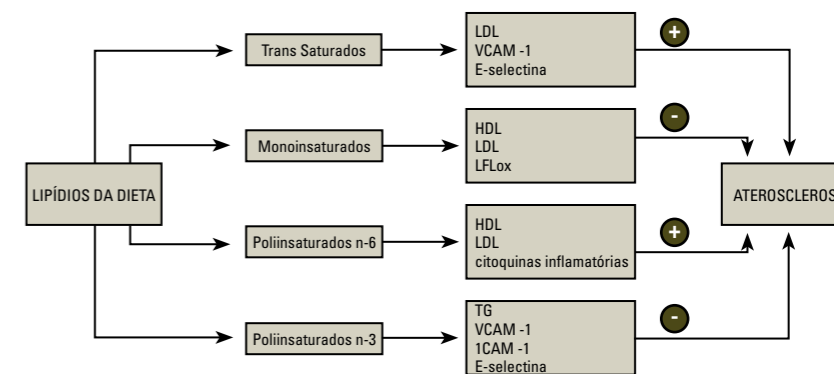 LIPÍDIOS DA DIETA
Trans Saturados
LDL
VCAM -1
E-selectina
+
Monoinsaturados
HDL
LDL
LFLox
-
Poliinsaturados n-6
HDL
LDL
citoquinas inflamatórias
+
Poliinsaturados n-3
TG
VCAM -1
1CAM -1
E-selectina
-
ATEROSCLEROS